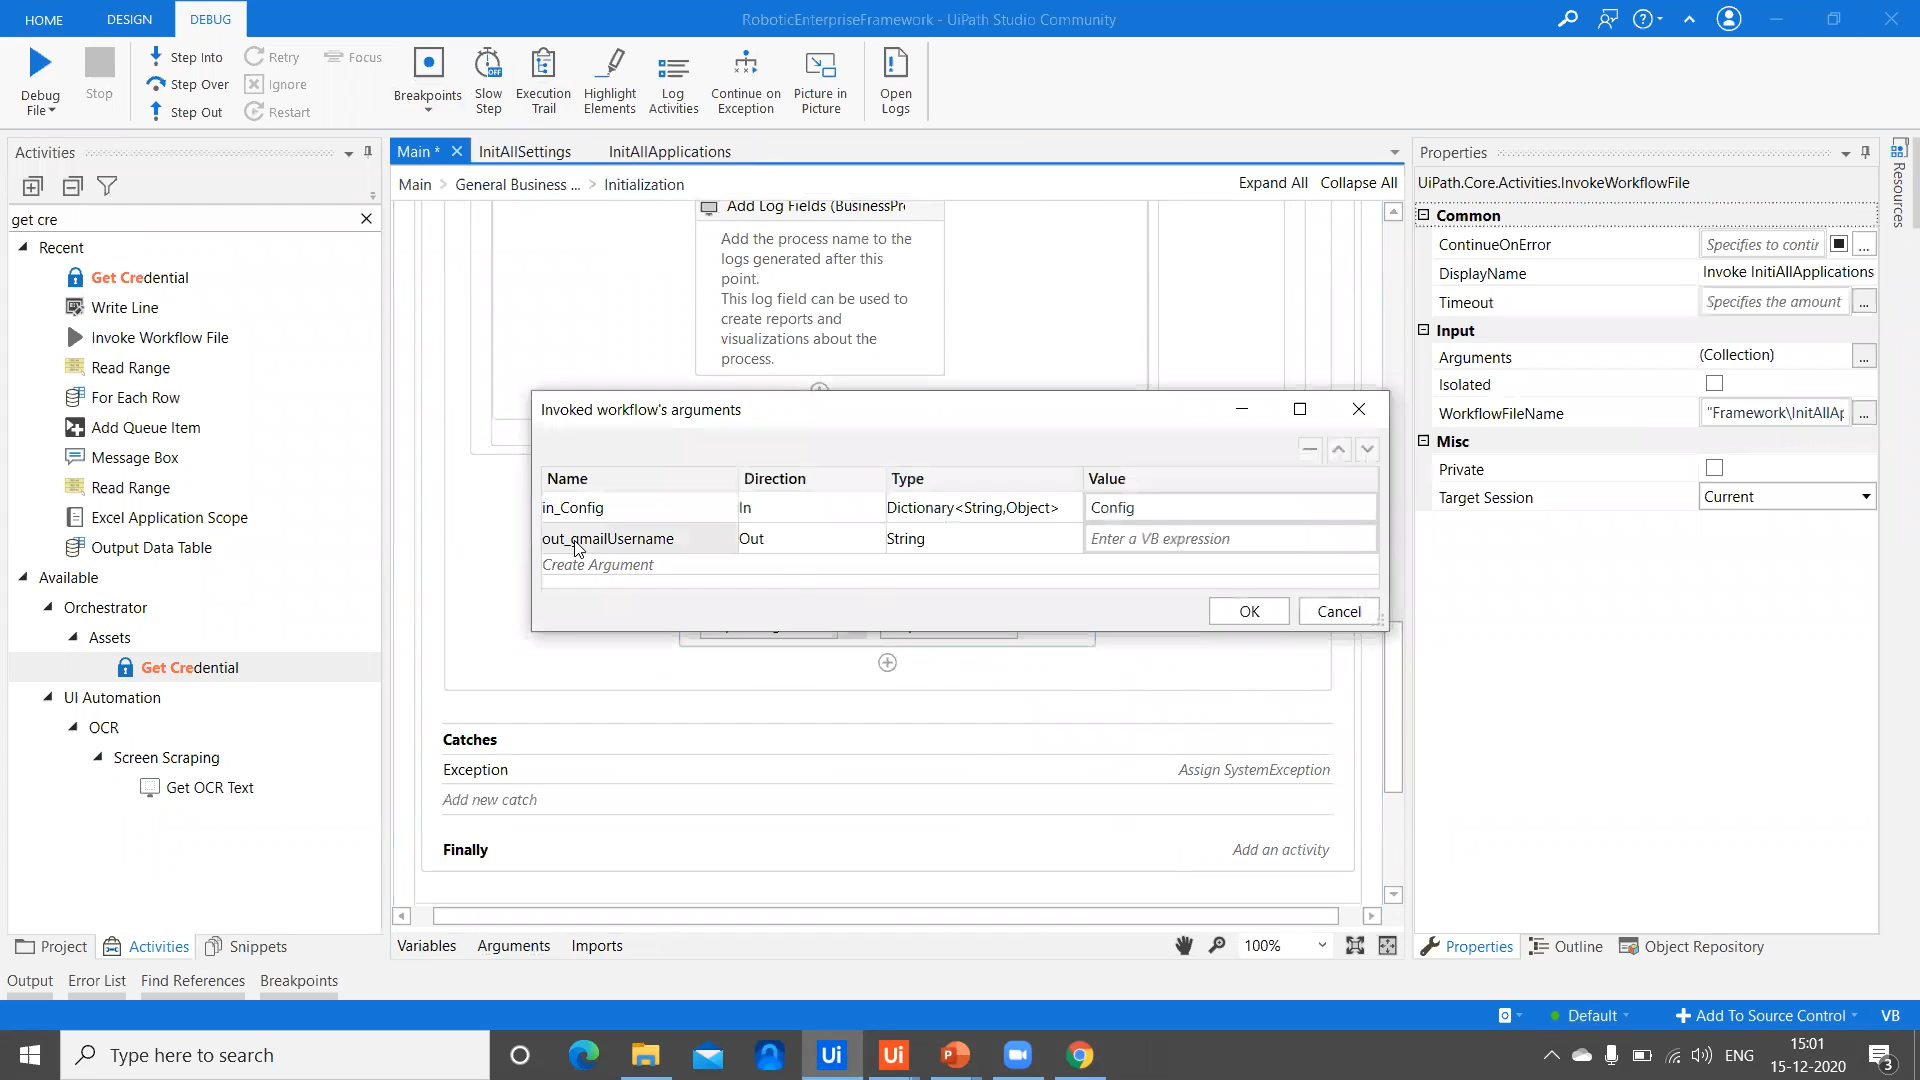 HOME
DESIGN
DEBUG
RoboticEnterpriseFramework - UiPath Studio Community
Debug File
Stop
Step Into
Step Over
Step Out
Retry
Ignore
Restart
Focus
Breakpoints
OFF
Slow Step
Execution Trail
Highlight Elements
Log Activities
Continue on Exception
Picture in Picture
Open Logs
Activities
get cre
Recent
Get Credential
Write Line
Invoke Workflow File
Read Range
For Each Row
Add Queue Item
Message Box
Read Range
Excel Application Scope
Output Data Table
Available
Orchestrator
Assets
Get Credential
UI Automation
OCR
Screen Scraping
Get OCR Text
Project
Activities
Snippets
Main *
InitAllSettings
InitAllApplications
Main > General Business ... > Initialization
Expand All
Collapse All
Add Log Fields (BusinessPr
Add the process name to the
logs generated after this
point.
This log field can be used to
create reports and
visualizations about the
process.
Invoked workflow's arguments
Name Direction Type Value
in_Config In Dictionary<String,Object> Config
out_gmailUsername Out String Enter a VB expression
Create Argument
OK
Cancel
Catches
Exception
Assign SystemException
Add new catch
Finally
Add an activity
Variables
Arguments
Imports
100%
Properties
UiPath.Core.Activities.InvokeWorkflowFile
Common
ContinueOnError Specifies to contir ...
DisplayName Invoke InitiAllApplications
Timeout Specifies the amount ...
Input
Arguments (Collection) ...
Isolated
WorkflowFileName "Framework\InitAllAp ...
Misc
Private
Target Session Current
Resources
Properties
Outline
Object Repository
Output
Error List
Find References
Breakpoints
Default
Add To Source Control
VB
Type here to search
Ui
Ui
P
ENG
15:01
15-12-2020
3